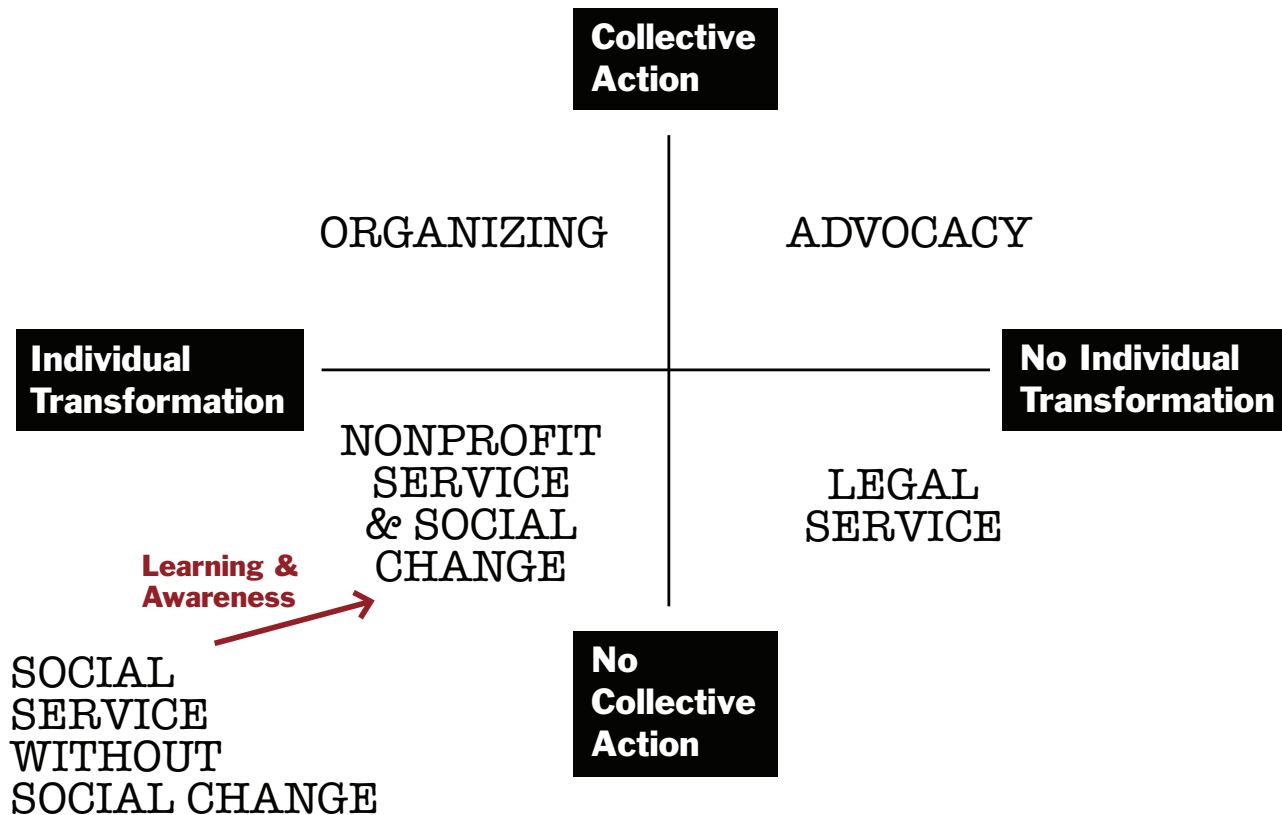 Collective
Action
ORGANIZING
ADVOCACY
Individual
Transformation
No Individual
Transformation
NONPROFIT
SERVICE
& SOCIAL
CHANGE
LEGAL
SERVICE
Learning &
Awareness
No
Collective
Action
SOCIAL
SERVICE
WITHOUT
SOCIAL CHANGE